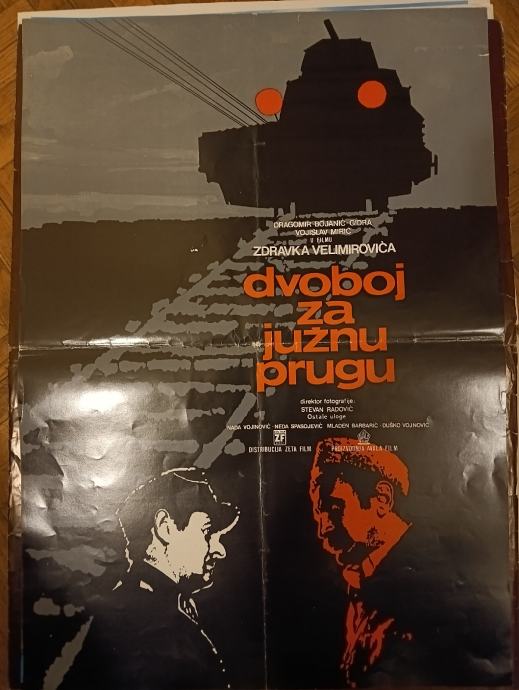 DRAGOMIR BOJANIĆ-GIDRA
VOJISLAV MIRIĆ
U FILMU
ZDRAVKA VELIMIROVIĆA
dvoboj
za
južnu
prugu
direktor fotografije:
STEVAN RADOVIĆ
Ostale uloge
NADA VOJINOVIĆ · NEDA SPASOJEVIĆ MLADEN BARBARIĆ · DUŠKO VOJNOVIĆ
ZF
DISTRIBUCIJA ZETA FILM PROIZVODNJA AVALA FILM